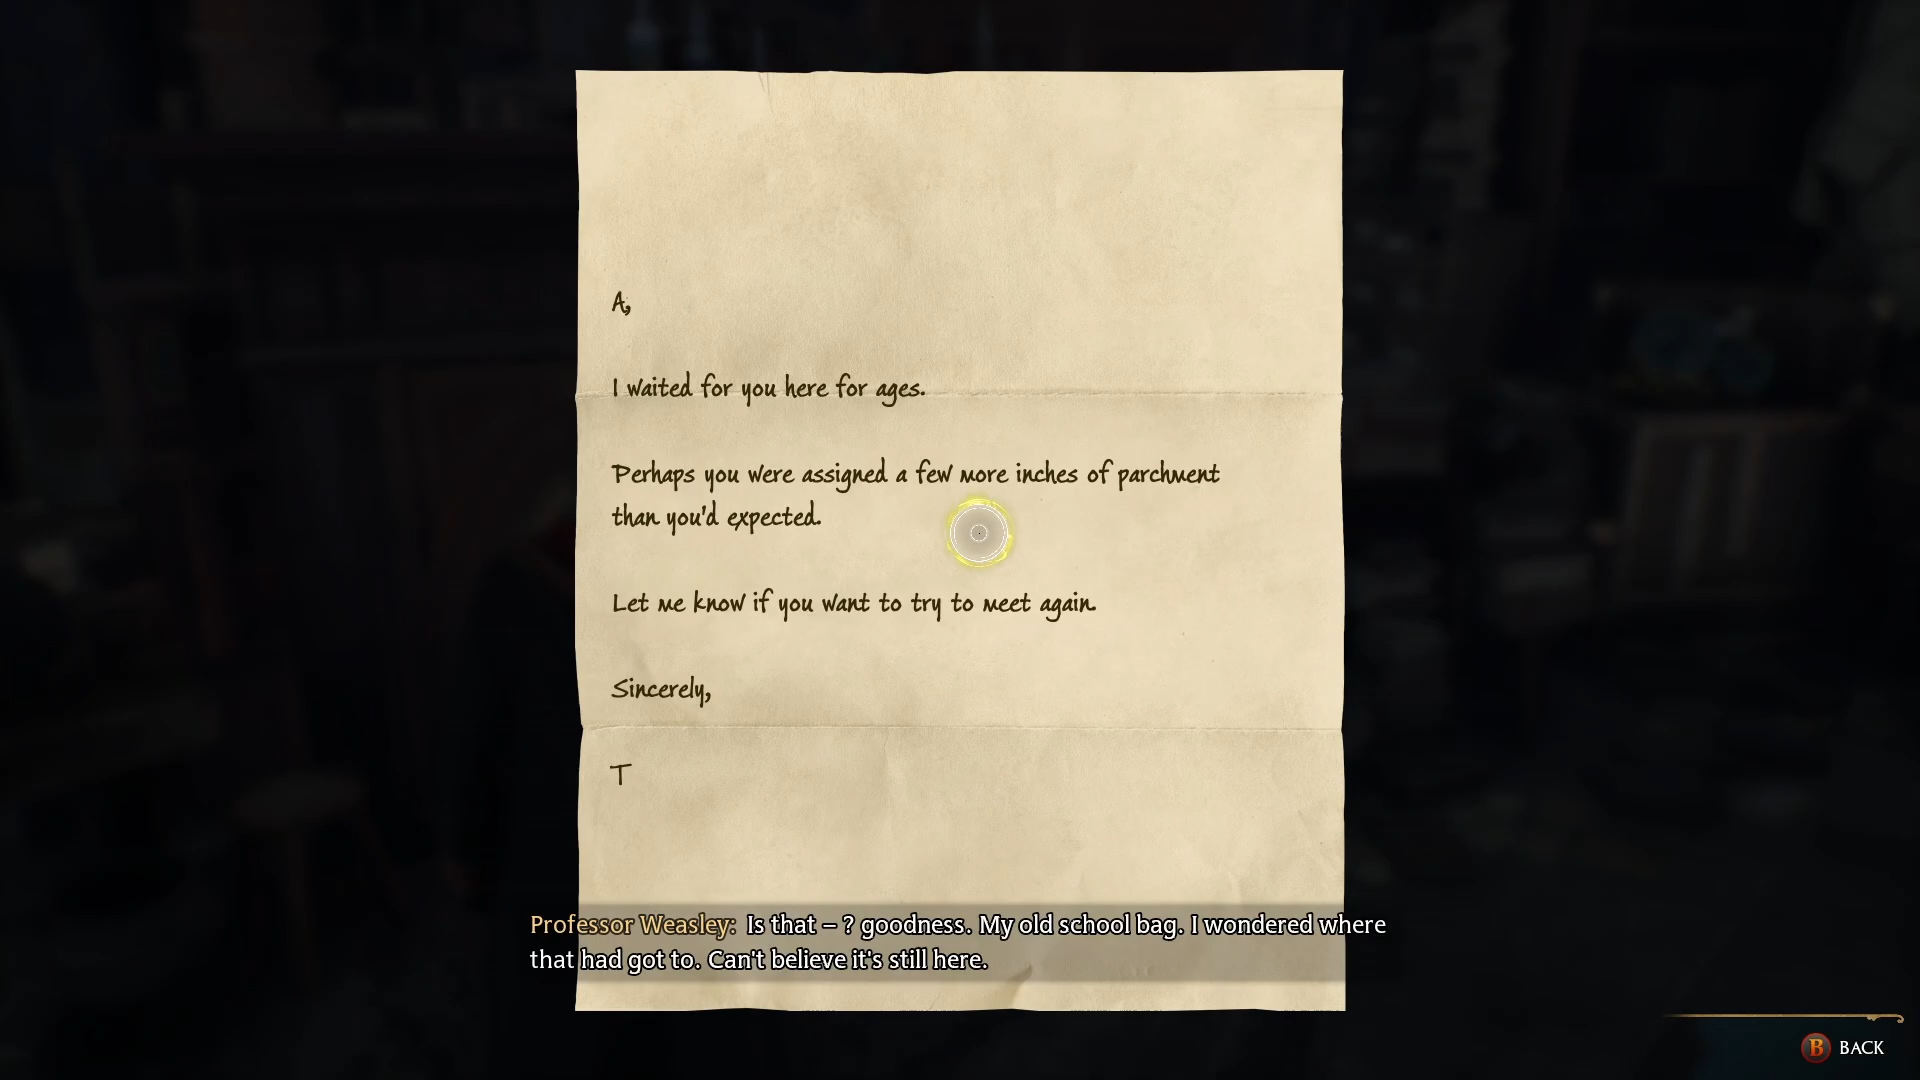 A,
I waited for you here for ages.
Perhaps you were assigned a few more inches of parchment
than you'd expected.
Let me know if you want to try to meet again.
Sincerely,
T
Professor Weasley: Is that – ? goodness. My old school bag. I wondered where
that had got to. Can't believe it's still here.
B BACK